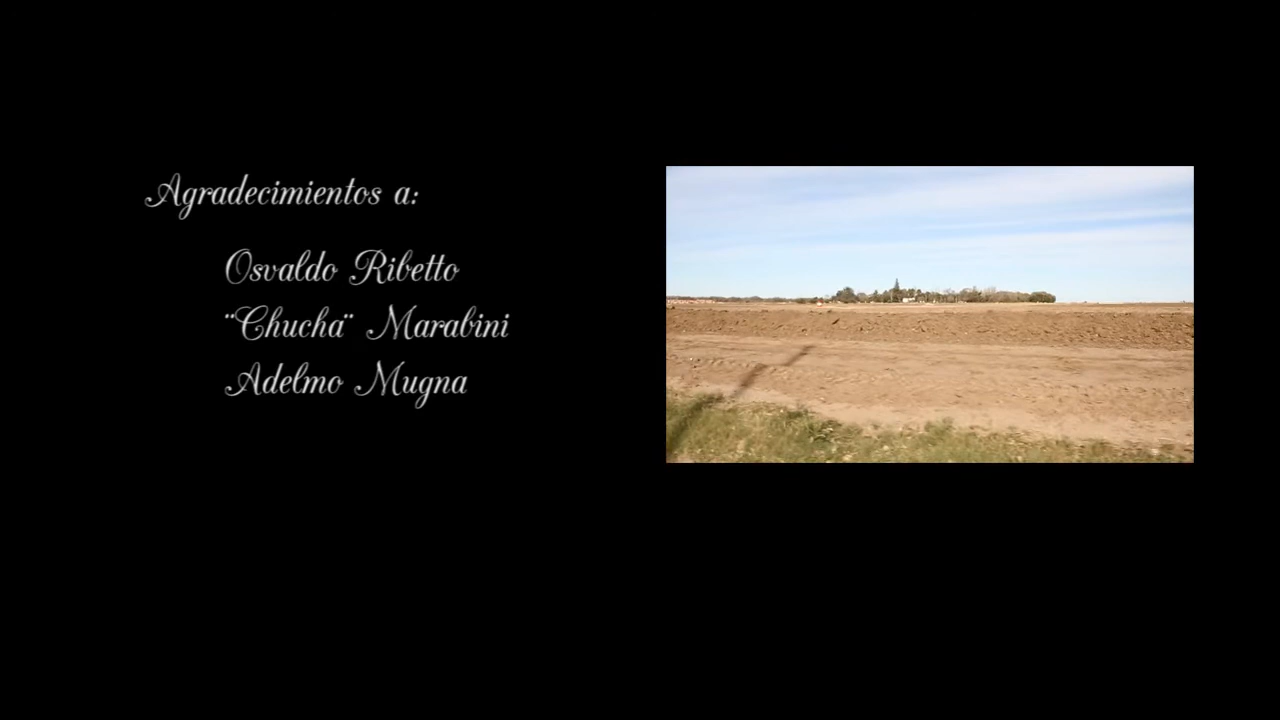 Agradecimientos a:
Osvaldo Ribetto
¨Chucha¨ Marabini
Adelmo Mugna